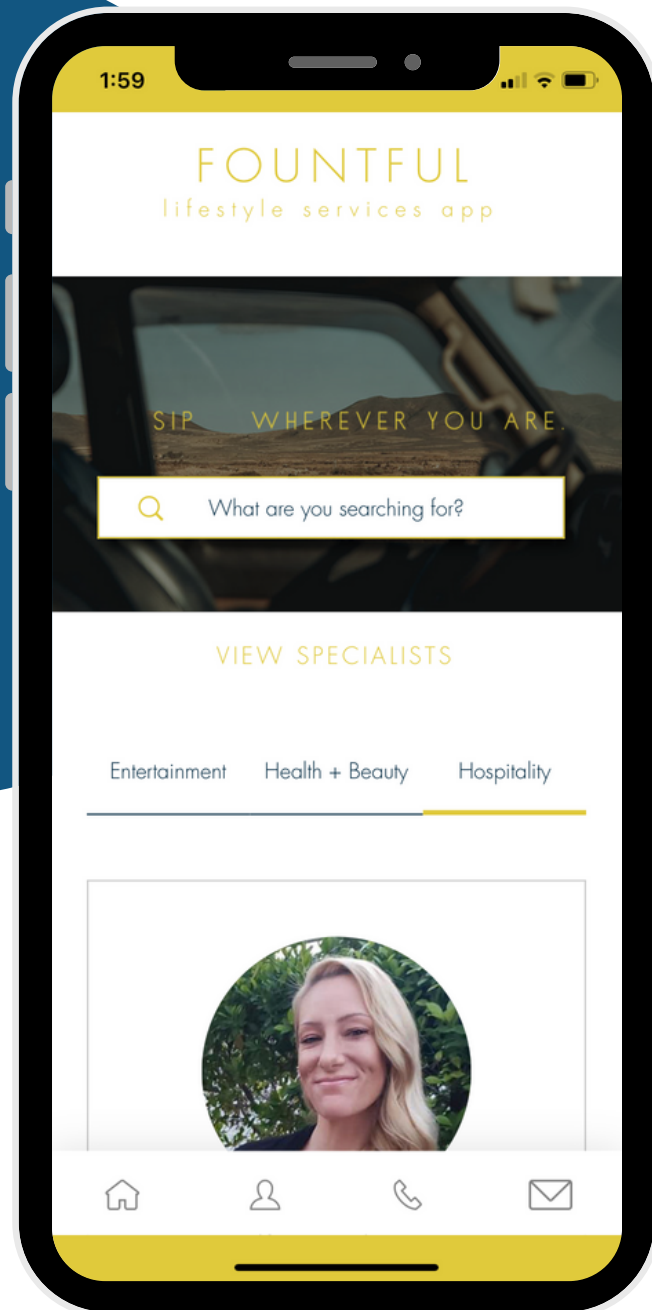 1:59
FOUNTFUL
lifestyle services app
SIP WHEREVER YOU ARE.
What are you searching for?
VIEW SPECIALISTS
Entertainment Health + Beauty Hospitality